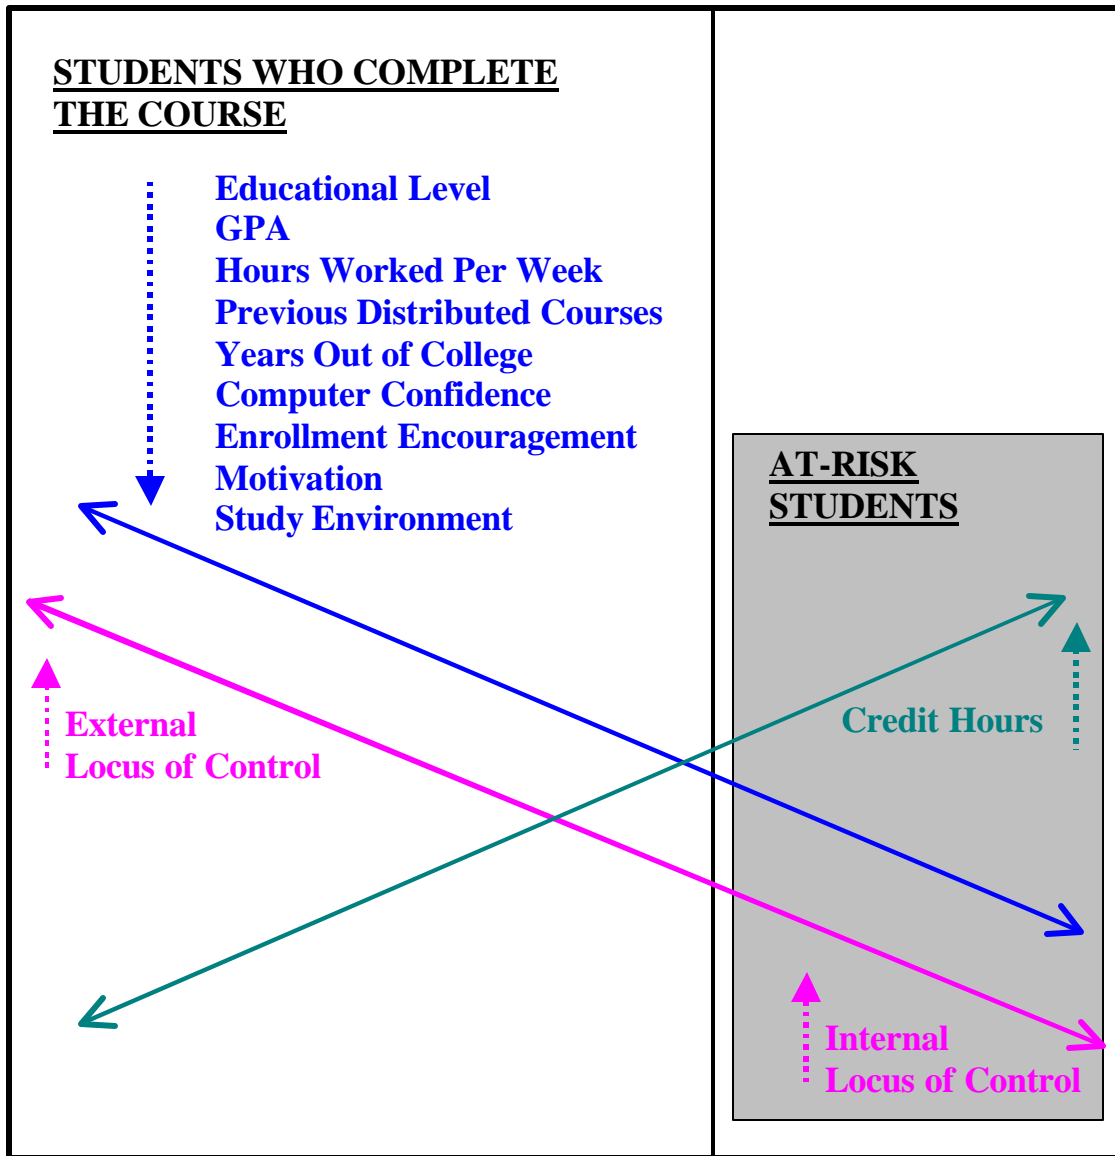 STUDENTS WHO COMPLETE
THE COURSE
Educational Level
GPA
Hours Worked Per Week
Previous Distributed Courses
Years Out of College
Computer Confidence
Enrollment Encouragement
Motivation
Study Environment
AT-RISK
STUDENTS
External
Locus of Control
Credit Hours
Internal
Locus of Control